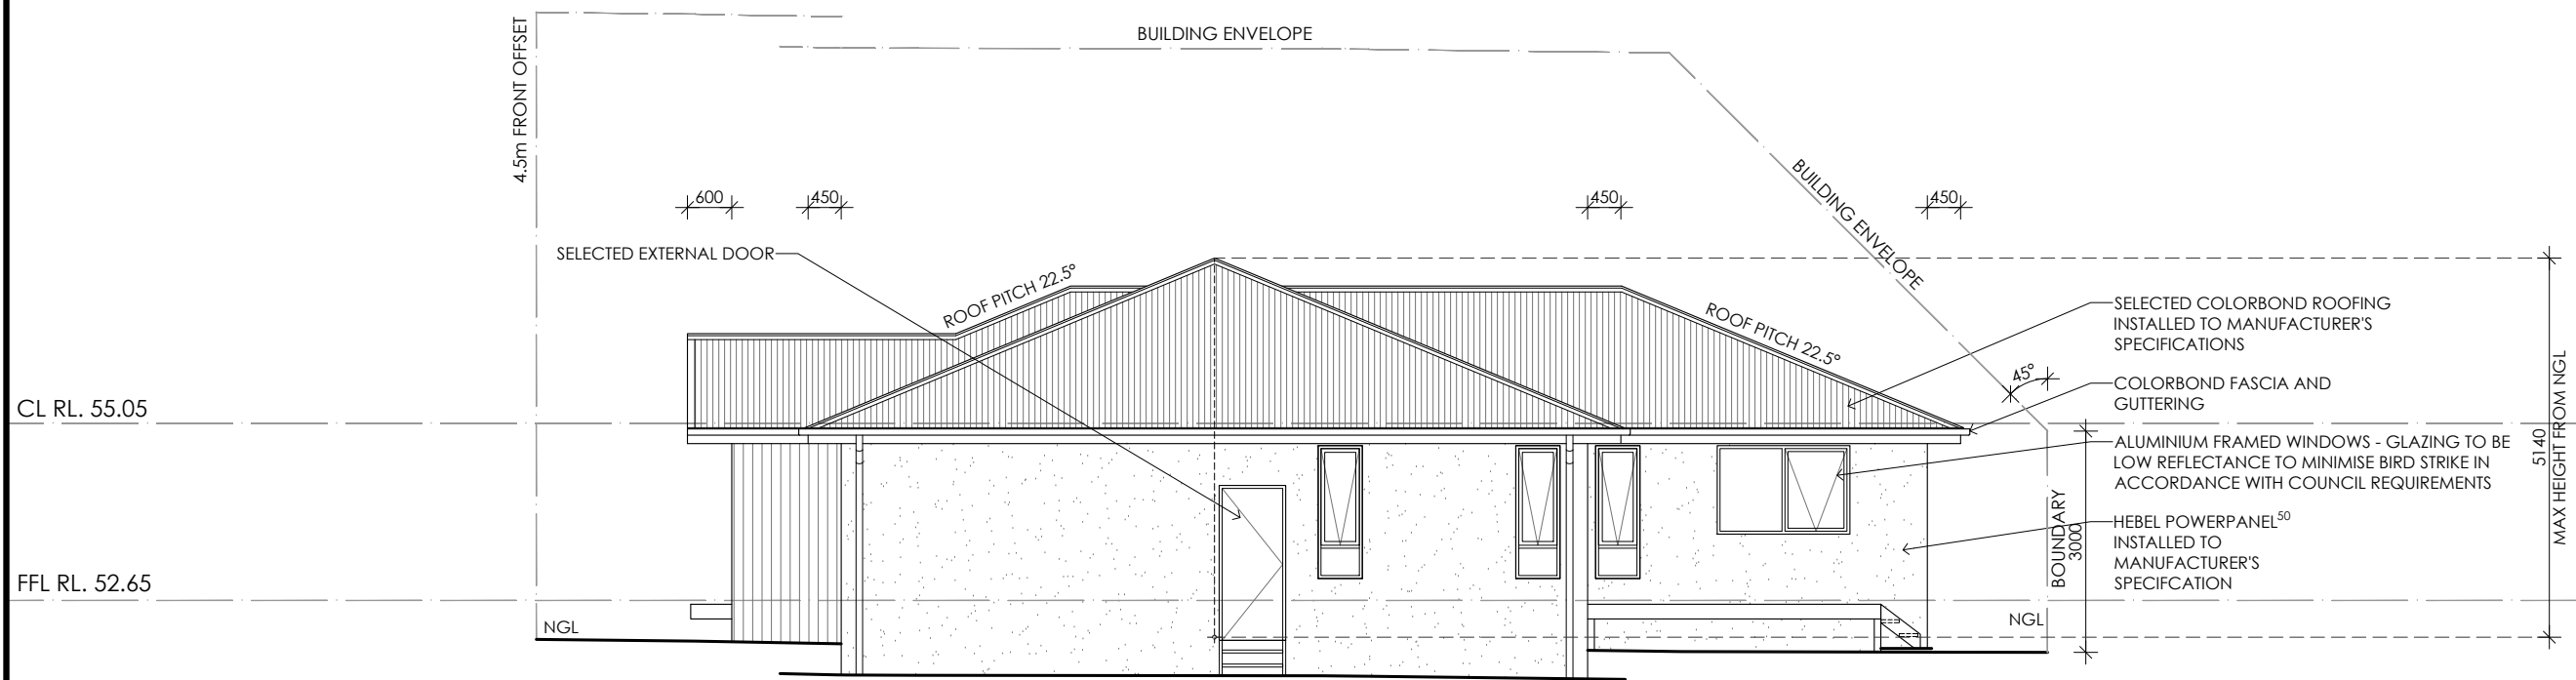 BUILDING ENVELOPE
4.5m FRONT OFFSET
600
450
450
450
BUILDING ENVELOPE
SELECTED EXTERNAL DOOR
ROOF PITCH 22.5°
ROOF PITCH 22.5°
SELECTED COLORBOND ROOFING
INSTALLED TO MANUFACTURER'S
SPECIFICATIONS
45°
COLORBOND FASCIA AND
GUTTERING
CL RL. 55.05
ALUMINIUM FRAMED WINDOWS - GLAZING TO BE
LOW REFLECTANCE TO MINIMISE BIRD STRIKE IN
ACCORDANCE WITH COUNCIL REQUIREMENTS
5140
MAX HEIGHT FROM NGL
BOUNDARY
3000
HEBEL POWERPANEL⁵⁰
INSTALLED TO
MANUFACTURER'S
SPECIFCATION
FFL RL. 52.65
NGL
NGL